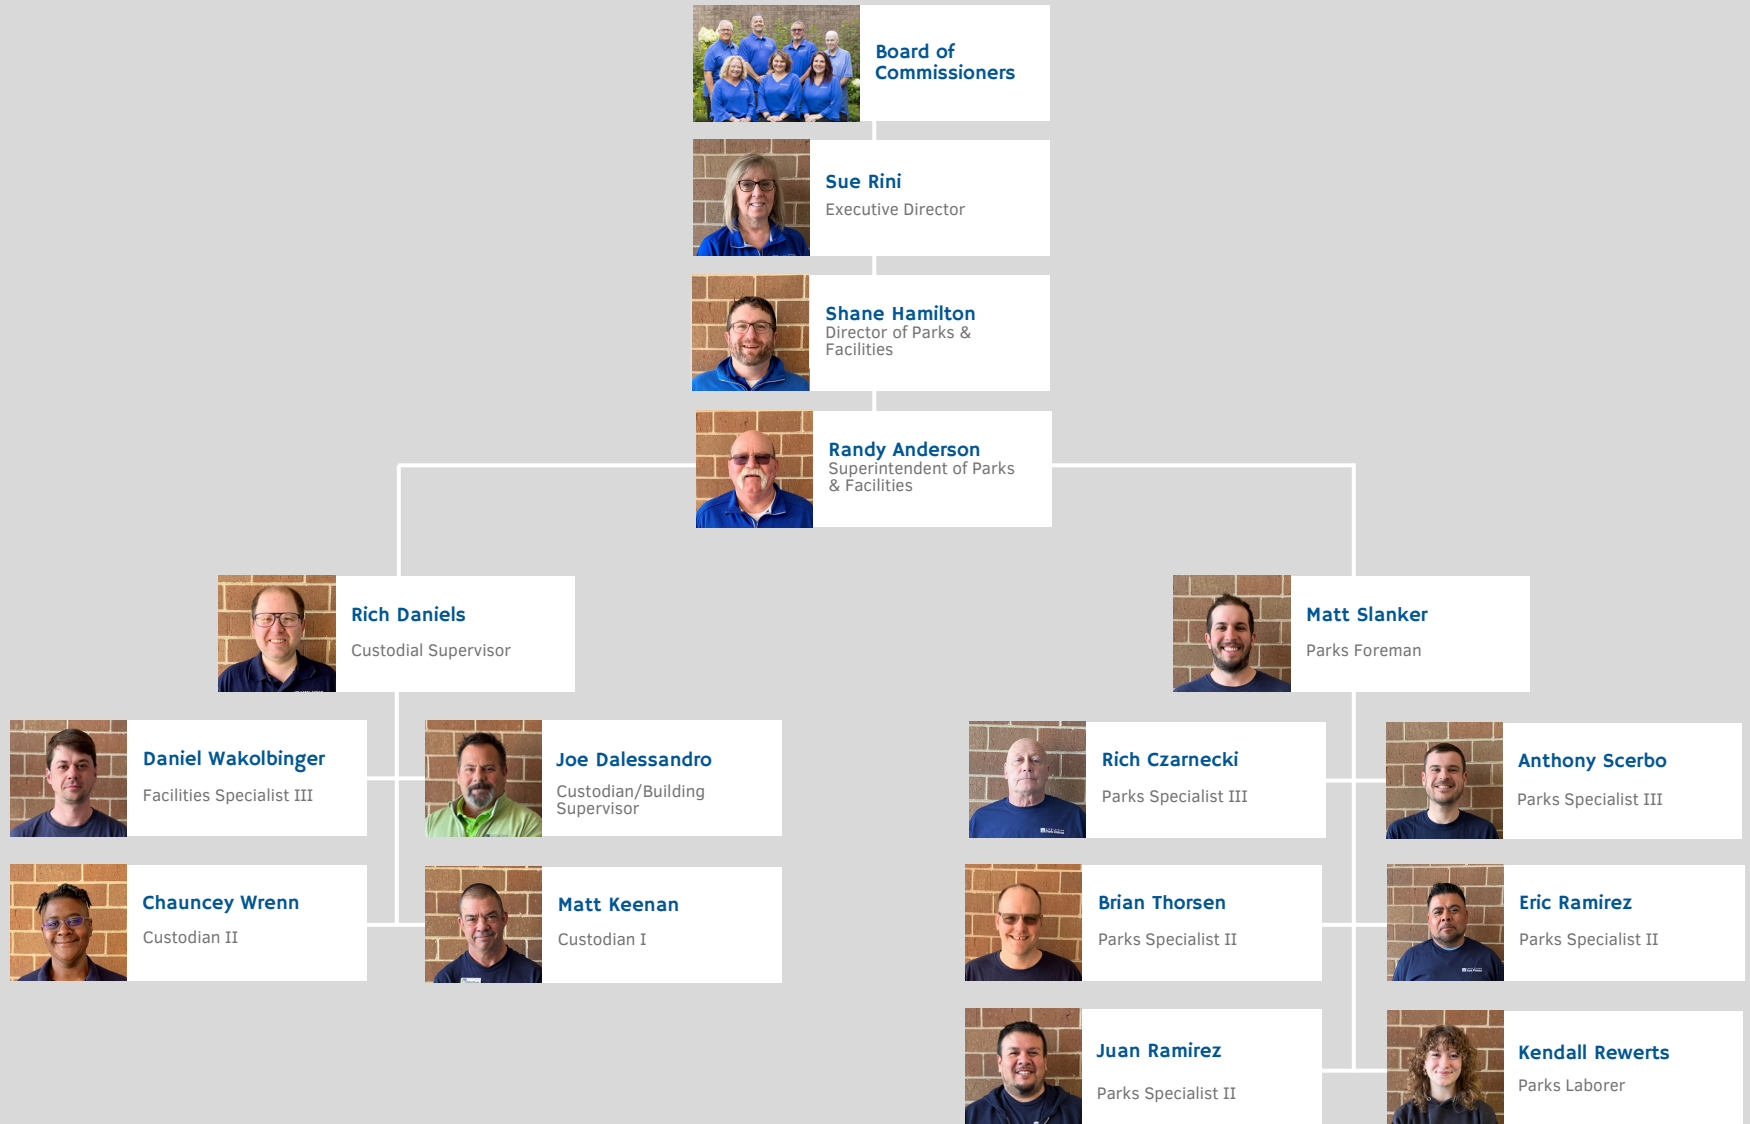 Board of
Commissioners
Sue Rini
Executive Director
Shane Hamilton
Director of Parks &
Facilities
Randy Anderson
Superintendent of Parks
& Facilities
Rich Daniels
Custodial Supervisor
Matt Slanker
Parks Foreman
Daniel Wakolbinger
Facilities Specialist III
Joe Dalessandro
Custodian/Building
Supervisor
Rich Czarnecki
Parks Specialist III
Anthony Scerbo
Parks Specialist III
Chauncey Wrenn
Custodian II
Matt Keenan
Custodian I
Brian Thorsen
Parks Specialist II
Eric Ramirez
Parks Specialist II
Juan Ramirez
Parks Specialist II
Kendall Rewerts
Parks Laborer